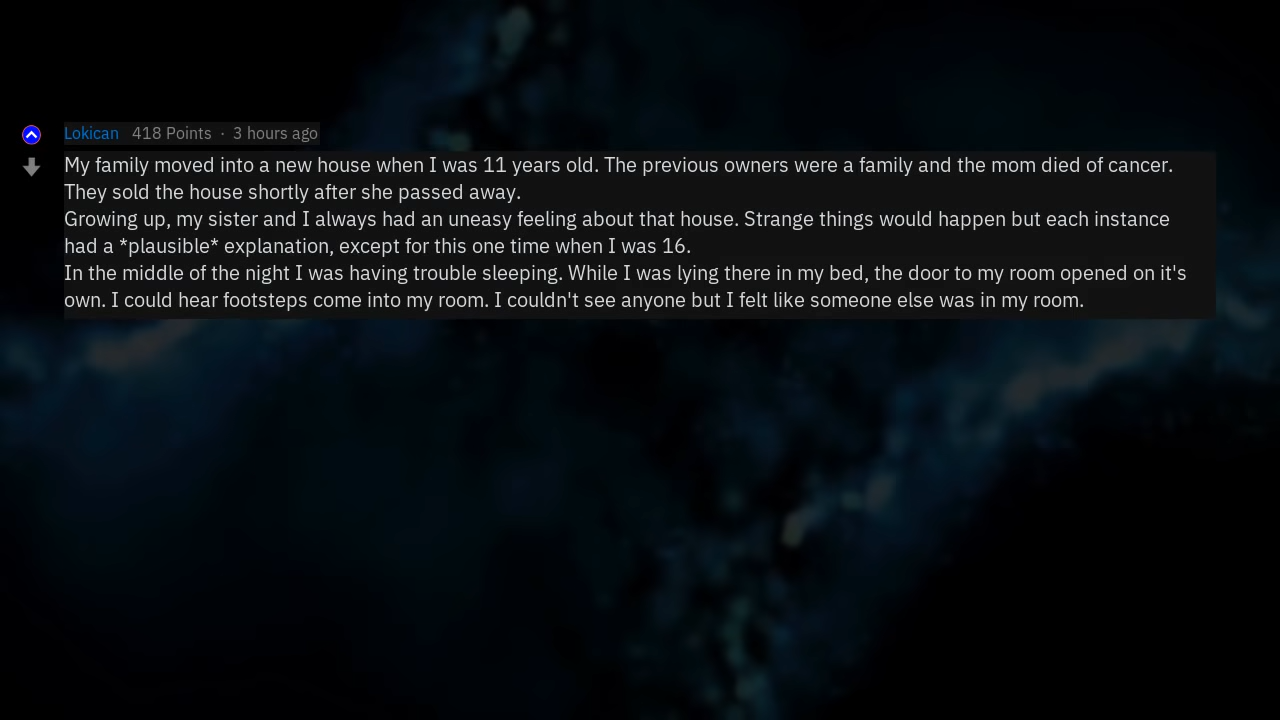 Lokican 418 Points · 3 hours ago
My family moved into a new house when I was 11 years old. The previous owners were a family and the mom died of cancer.
They sold the house shortly after she passed away.
Growing up, my sister and I always had an uneasy feeling about that house. Strange things would happen but each instance
had a *plausible* explanation, except for this one time when I was 16.
In the middle of the night I was having trouble sleeping. While I was lying there in my bed, the door to my room opened on it's
own. I could hear footsteps come into my room. I couldn't see anyone but I felt like someone else was in my room.